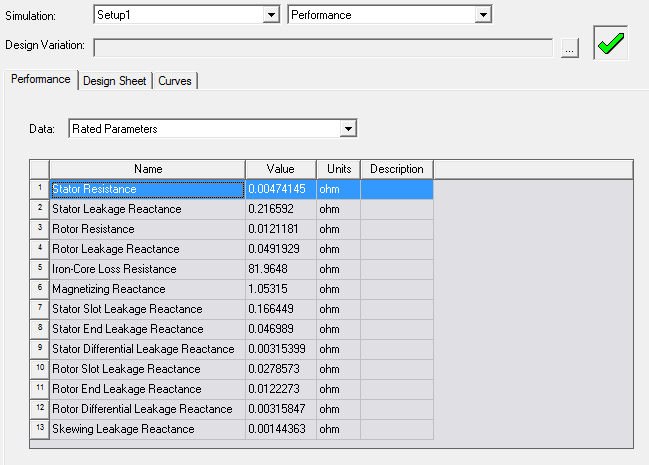 Simulation: Setup1 Performance
Design Variation: ...
Performance Design Sheet Curves
Data: Rated Parameters
Name Value Units Description
1 Stator Resistance 0.00474145 ohm
2 Stator Leakage Reactance 0.216592 ohm
3 Rotor Resistance 0.0121181 ohm
4 Rotor Leakage Reactance 0.0491929 ohm
5 Iron-Core Loss Resistance 81.9648 ohm
6 Magnetizing Reactance 1.05315 ohm
7 Stator Slot Leakage Reactance 0.166449 ohm
8 Stator End Leakage Reactance 0.046989 ohm
9 Stator Differential Leakage Reactance 0.00315399 ohm
10 Rotor Slot Leakage Reactance 0.0278573 ohm
11 Rotor End Leakage Reactance 0.0122273 ohm
12 Rotor Differential Leakage Reactance 0.00315847 ohm
13 Skewing Leakage Reactance 0.00144363 ohm